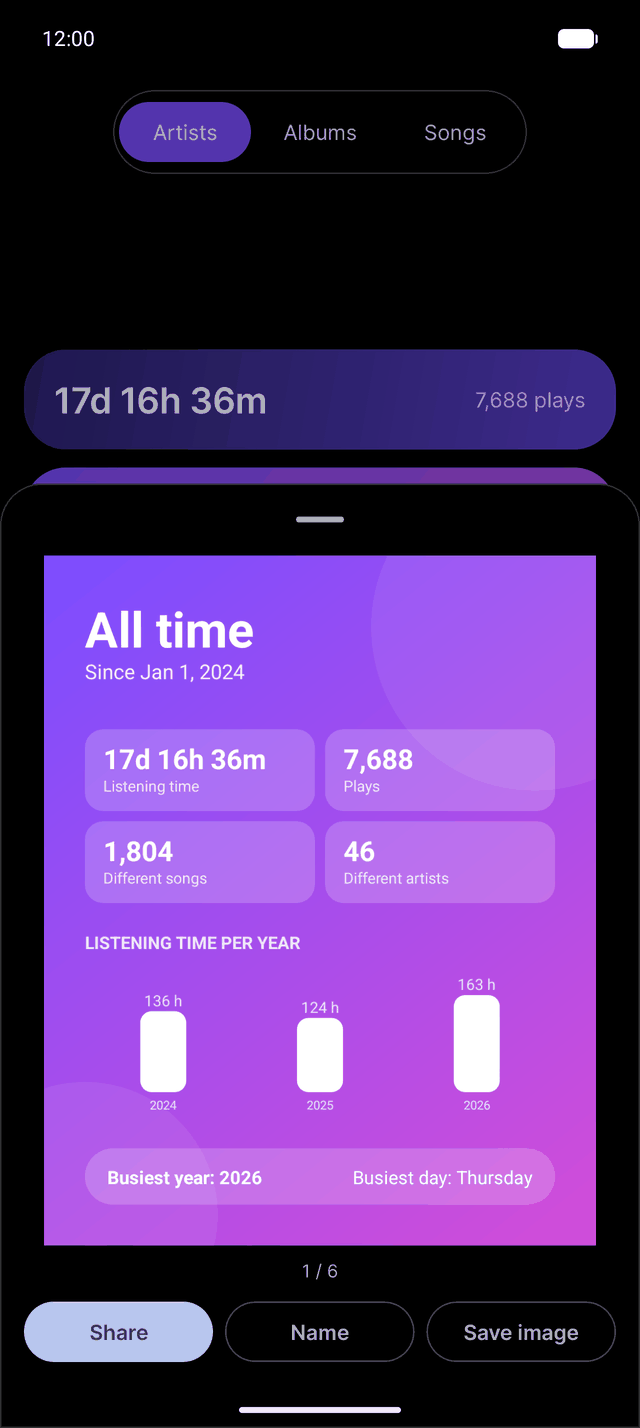 12:00
Artists Albums Songs
17d 16h 36m 7,688 plays
All time
Since Jan 1, 2024
17d 16h 36m 7,688
Listening time Plays
1,804 46
Different songs Different artists
LISTENING TIME PER YEAR
136 h 124 h 163 h
2024 2025 2026
Busiest year: 2026 Busiest day: Thursday
1 / 6
Share Name Save image